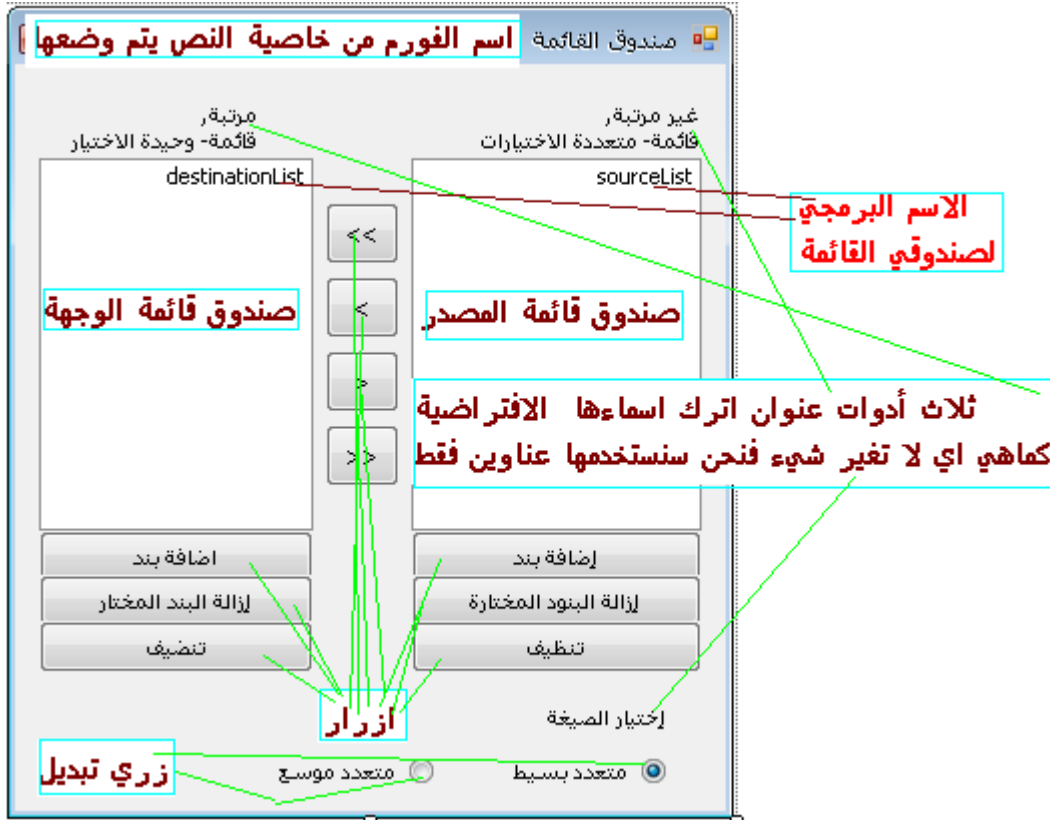 صندوق القائمة
اسم الفورم من خاصية النص يتم وضعها
غير مرتبة,
قائمة- متعددة الاختيارات
مرتبة,
قائمة- وحيدة الاختيار
sourceList
destinationList
الاسم البرمجي
لصندوقي القائمة
<<
<
>
>>
صندوق قائمة المصدر
صندوق قائمة الوجهة
ثلاث أدوات عنوان اترك اسماءها الافتراضية
كماهي اي لا تغير شيء فنحن سنستخدمها عناوين فقط
إضافة بند
اضافة بند
إزالة البنود المختارة
إزالة البند المختار
تنظيف
تنضيف
ازرار
إختيار الصيغة
متعدد بسيط
متعدد موسع
زري تبديل